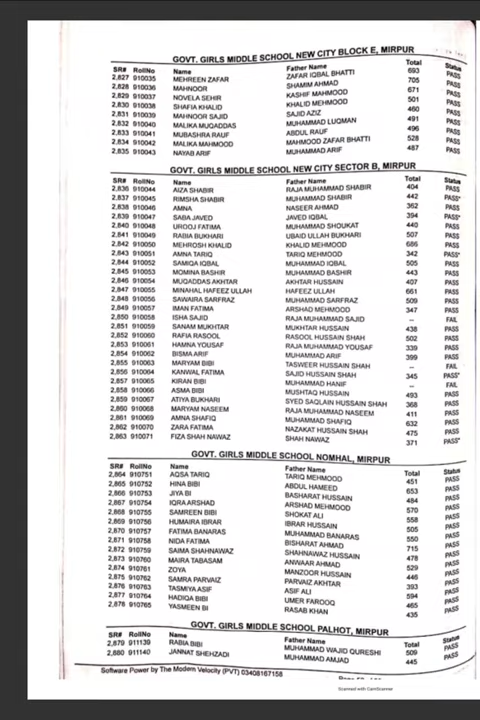 GOVT. GIRLS MIDDLE SCHOOL NEW CITY BLOCK E, MIRPUR
SR# RollNo Name Father Name Total Status
2,827 910035 MEHREEN ZAFAR ZAFAR IQBAL BHATTI 693 PASS
2,828 910036 MAHNOOR SHAMIM AHMAD 705 PASS
2,829 910037 NOVELA SEHIR KASHIF MAHMOOD 671 PASS
2,830 910038 SHAFIA KHALID KHALID MEHMOOD 501 PASS
2,831 910039 MAHNOOR SAJID SAJID AZIZ 460 PASS
2,832 910040 MALIKA MUQADDAS MUHAMMAD LUQMAN 491 PASS
2,833 910041 MUBASHRA RAUF ABDUL RAUF 496 PASS
2,834 910042 MALIKA MAHMOOD MAHMOOD ZAFAR BHATTI 528 PASS
2,835 910043 NAYAB ARIF MUHAMMAD ARIF 487 PASS
GOVT. GIRLS MIDDLE SCHOOL NEW CITY SECTOR B, MIRPUR
SR# RollNo Name Father Name Total Status
2,836 910044 AIZA SHABIR RAJA MUHAMMAD SHABIR 404 PASS
2,837 910045 RIMSHA SHABIR MUHAMMAD SHABIR 442 PASS*
2,838 910046 AMNA NASEER AHMAD 362 PASS
2,839 910047 SABA JAVED JAVED IQBAL 394 PASS*
2,840 910048 UROOJ FATIMA MUHAMMAD SHOUKAT 440 PASS
2,841 910049 RABIA BUKHARI UBAID ULLAH BUKHARI 507 PASS
2,842 910050 MEHROSH KHALID KHALID MEHMOOD 686 PASS
2,843 910051 AMNA TARIQ TARIQ MEHMOOD 342 PASS*
2,844 910052 SAMIQA IQBAL MUHAMMAD IQBAL 505 PASS
2,845 910053 MOMINA BASHIR MUHAMMAD BASHIR 443 PASS
2,846 910054 MUQADDAS AKHTAR AKHTAR HUSSAIN 407 PASS
2,847 910055 MINAHAL HAFEEZ ULLAH HAFEEZ ULLAH 661 PASS
2,848 910056 SAWAIRA SARFRAZ MUHAMMAD SARFRAZ 509 PASS
2,849 910057 IMAN FATIMA ARSHAD MEHMOOD 347 PASS
2,850 910058 ISHA SAJID RAJA MUHAMMAD SAJID -- FAIL
2,851 910059 SANAM MUKHTAR MUKHTAR HUSSAIN 438 PASS
2,852 910060 RAFIA RASOOL RASOOL HUSSAIN SHAH 502 PASS
2,853 910061 HAMNA YOUSAF RAJA MUHAMMAD YOUSAF 339 PASS
2,854 910062 BISMA ARIF MUHAMMAD ARIF 399 PASS
2,855 910063 MARYAM BIBI TASWEER HUSSAIN SHAH -- FAIL
2,856 910064 KANWAL FATIMA SAJID HUSSAIN SHAH 345 PASS*
2,857 910065 KIRAN BIBI MUHAMMAD HANIF -- FAIL
2,858 910066 ASMA BIBI MUSHTAQ HUSSAIN 493 PASS
2,859 910067 ATIYA BUKHARI SYED SAQLAIN HUSSAIN SHAH 368 PASS
2,860 910068 MARYAM NASEEM RAJA MUHAMMAD NASEEM 411 PASS
2,861 910069 AMNA SHAFIQ MUHAMMAD SHAFIQ 632 PASS
2,862 910070 ZARA FATIMA NAZAKAT HUSSAIN SHAH 475 PASS
2,863 910071 FIZA SHAH NAWAZ SHAH NAWAZ 371 PASS*
GOVT. GIRLS MIDDLE SCHOOL NOMHAL, MIRPUR
SR# RollNo Name Father Name Total Status
2,864 910751 AQSA TARIQ TARIQ MEHMOOD 451 PASS
2,865 910752 HINA BIBI ABDUL HAMEED 653 PASS
2,866 910753 JIYA BI BASHARAT HUSSAIN 484 PASS
2,867 910754 IQRA ARSHAD ARSHAD MEHMOOD 570 PASS
2,868 910755 SAMREEN BIBI SHOKAT ALI 558 PASS
2,869 910756 HUMAIRA IBRAR IBRAR HUSSAIN 505 PASS
2,870 910757 FATIMA BANARAS MUHAMMAD BANARAS 550 PASS
2,871 910758 NIDA FATIMA BISHARAT AHMAD 715 PASS
2,872 910759 SAIMA SHAHNAWAZ SHAHNAWAZ HUSSAIN 478 PASS
2,873 910760 MAIRA TABASAM ANWAAR AHMAD 529 PASS
2,874 910761 ZOYA MANZOOR HUSSAIN 446 PASS
2,875 910762 SAMRA PARVAIZ PARVAIZ AKHTAR 393 PASS
2,876 910763 TASMIYA ASIF ASIF ALI 594 PASS
2,877 910764 HADIQA BIBI UMER FAROOQ 465 PASS
2,878 910765 YASMEEN BI RASAB KHAN 435 PASS
GOVT. GIRLS MIDDLE SCHOOL PALHOT, MIRPUR
SR# RollNo Name Father Name Total Status
2,879 911139 RABIA BIBI MUHAMMAD WAJID QURESHI 509 PASS
2,880 911140 JANNAT SHEHZADI MUHAMMAD AMJAD 445 PASS
Software Power by The Modern Velocity (PVT) 03408167158
Scanned with CamScanner